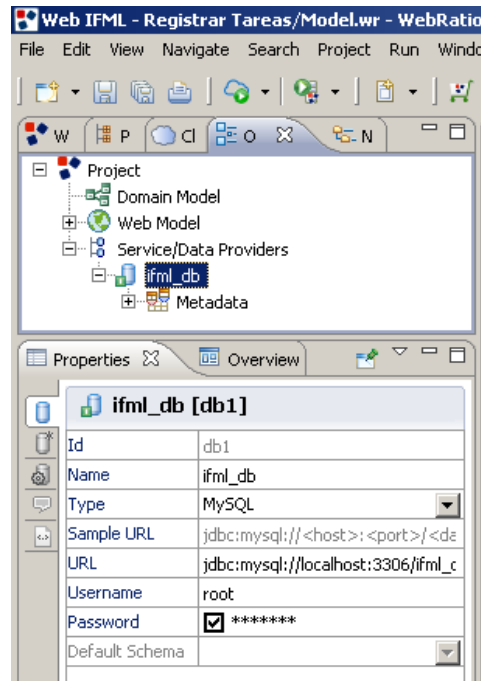 Web IFML - Registrar Tareas/Model.wr - WebRatio
File Edit View Navigate Search Project Run Windo
W P Cl O N
Project
Domain Model
Web Model
Service/Data Providers
ifml_db
Metadata
Properties Overview
ifml_db [db1]
Id db1
Name ifml_db
Type MySQL
Sample URL jdbc:mysql://<host>:<port>/<da
URL jdbc:mysql://localhost:3306/ifml_d
Username root
Password *******
Default Schema